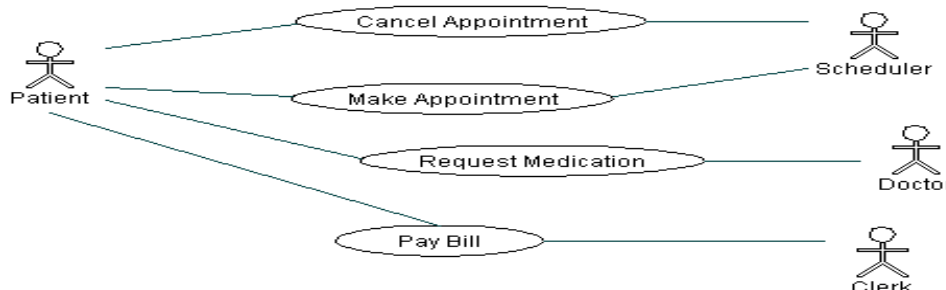 Cancel Appointment
Scheduler
Patient
Make Appointment
Request Medication
Docto
Pay Bill
Clerk